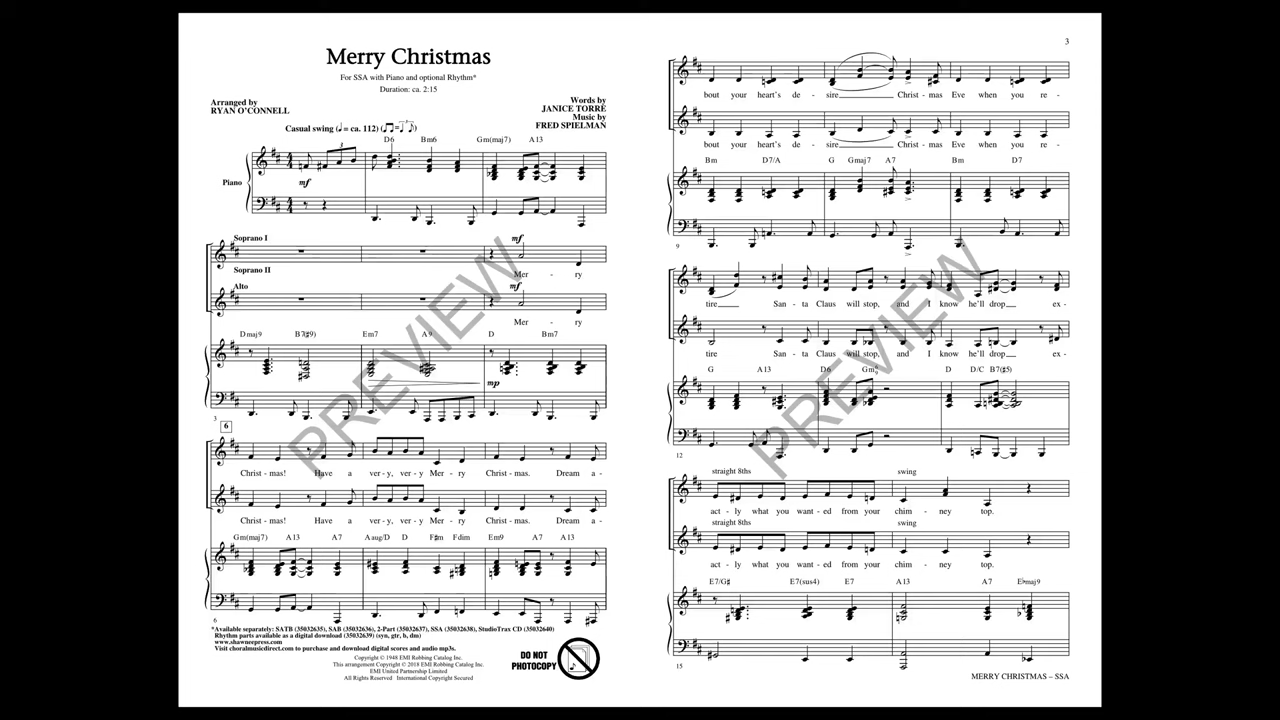 Merry Christmas
For SSA with Piano and optional Rhythm*
Duration: ca. 2:15
Arranged by
RYAN O'CONNELL
Words by
JANICE TORRÉ
Music by
FRED SPIELMAN
Casual swing (♩ = ca. 112) (♫=♩ ♪)
3
D6 Bm6 Gm(maj7) A13
Piano
mf
Soprano I
mf
Mer - ry
Soprano II
Alto
mf
Mer - ry
Dmaj9 B7(#9) Em7 A9 D Bm7
mp
3
6
Christ - mas! Have a ver - y, ver - y Mer - ry Christ - mas. Dream a -
Christ - mas! Have a ver - y, ver - y Mer - ry Christ - mas. Dream a -
Gm(maj7) A13 A7 Aaug/D D F#m Fdim Em9 A7 A13
6
*Available separately: SATB (35032635), SAB (35032636), 2-Part (35032637), SSA (35032638), StudioTrax CD (35032640)
Rhythm parts available as a digital download (35032639) (syn, gtr, b, dm)
www.shawneepress.com
Visit choralmusicdirect.com to purchase and download digital scores and audio mp3s.
Copyright © 1948 EMI Robbing Catalog Inc.
This arrangement Copyright © 2018 EMI Robbing Catalog Inc.
EMI United Partnership Limited
All Rights Reserved International Copyright Secured
DO NOT
PHOTOCOPY
PREVIEW
3
bout your heart's de - sire Christ - mas Eve when you re -
bout your heart's de - sire Christ - mas Eve when you re -
Bm D7/A G Gmaj7 A7 Bm D7
9
tire San - ta Claus will stop, and I know he'll drop ex -
tire San - ta Claus will stop, and I know he'll drop ex -
G A13 D6 D D/C B7(#5)
12
straight 8ths swing
act - ly what you want - ed from your chim - ney top.
straight 8ths swing
act - ly what you want - ed from your chim - ney top.
E7/G# E7(sus4) E7 A13 A7 E♭maj9
15
MERRY CHRISTMAS – SSA
PREVIEW